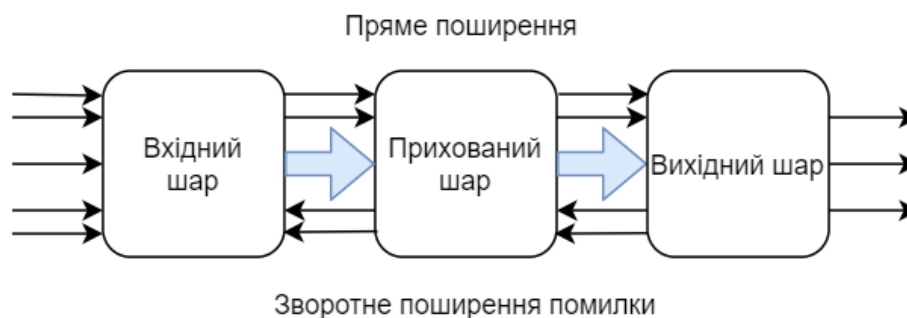 Пряме поширення
Вхідний
шар
Прихований
шар
Вихідний шар
Зворотне поширення помилки